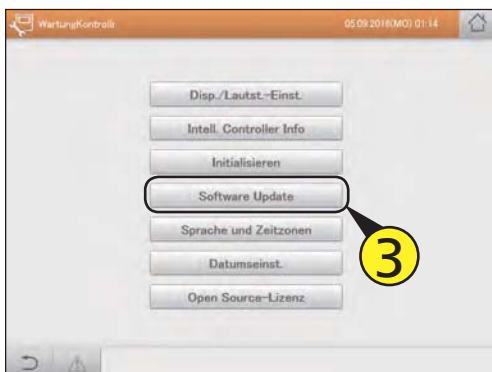 WartungKontrolle
05.09.2016(MO) 01:14
Disp./Lautst.-Einst.
Intell. Controller Info
Initialisieren
Software Update
Sprache und Zeitzonen
Datumseinst.
Open Source-Lizenz
3